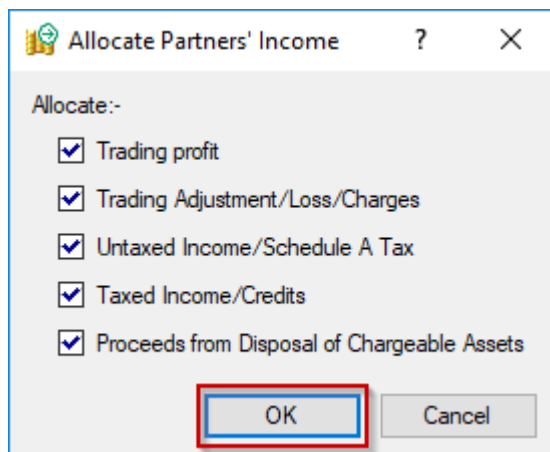 Allocate Partners' Income ?
Allocate:-
Trading profit
Trading Adjustment/Loss/Charges
Untaxed Income/Schedule A Tax
Taxed Income/Credits
Proceeds from Disposal of Chargeable Assets
OK Cancel